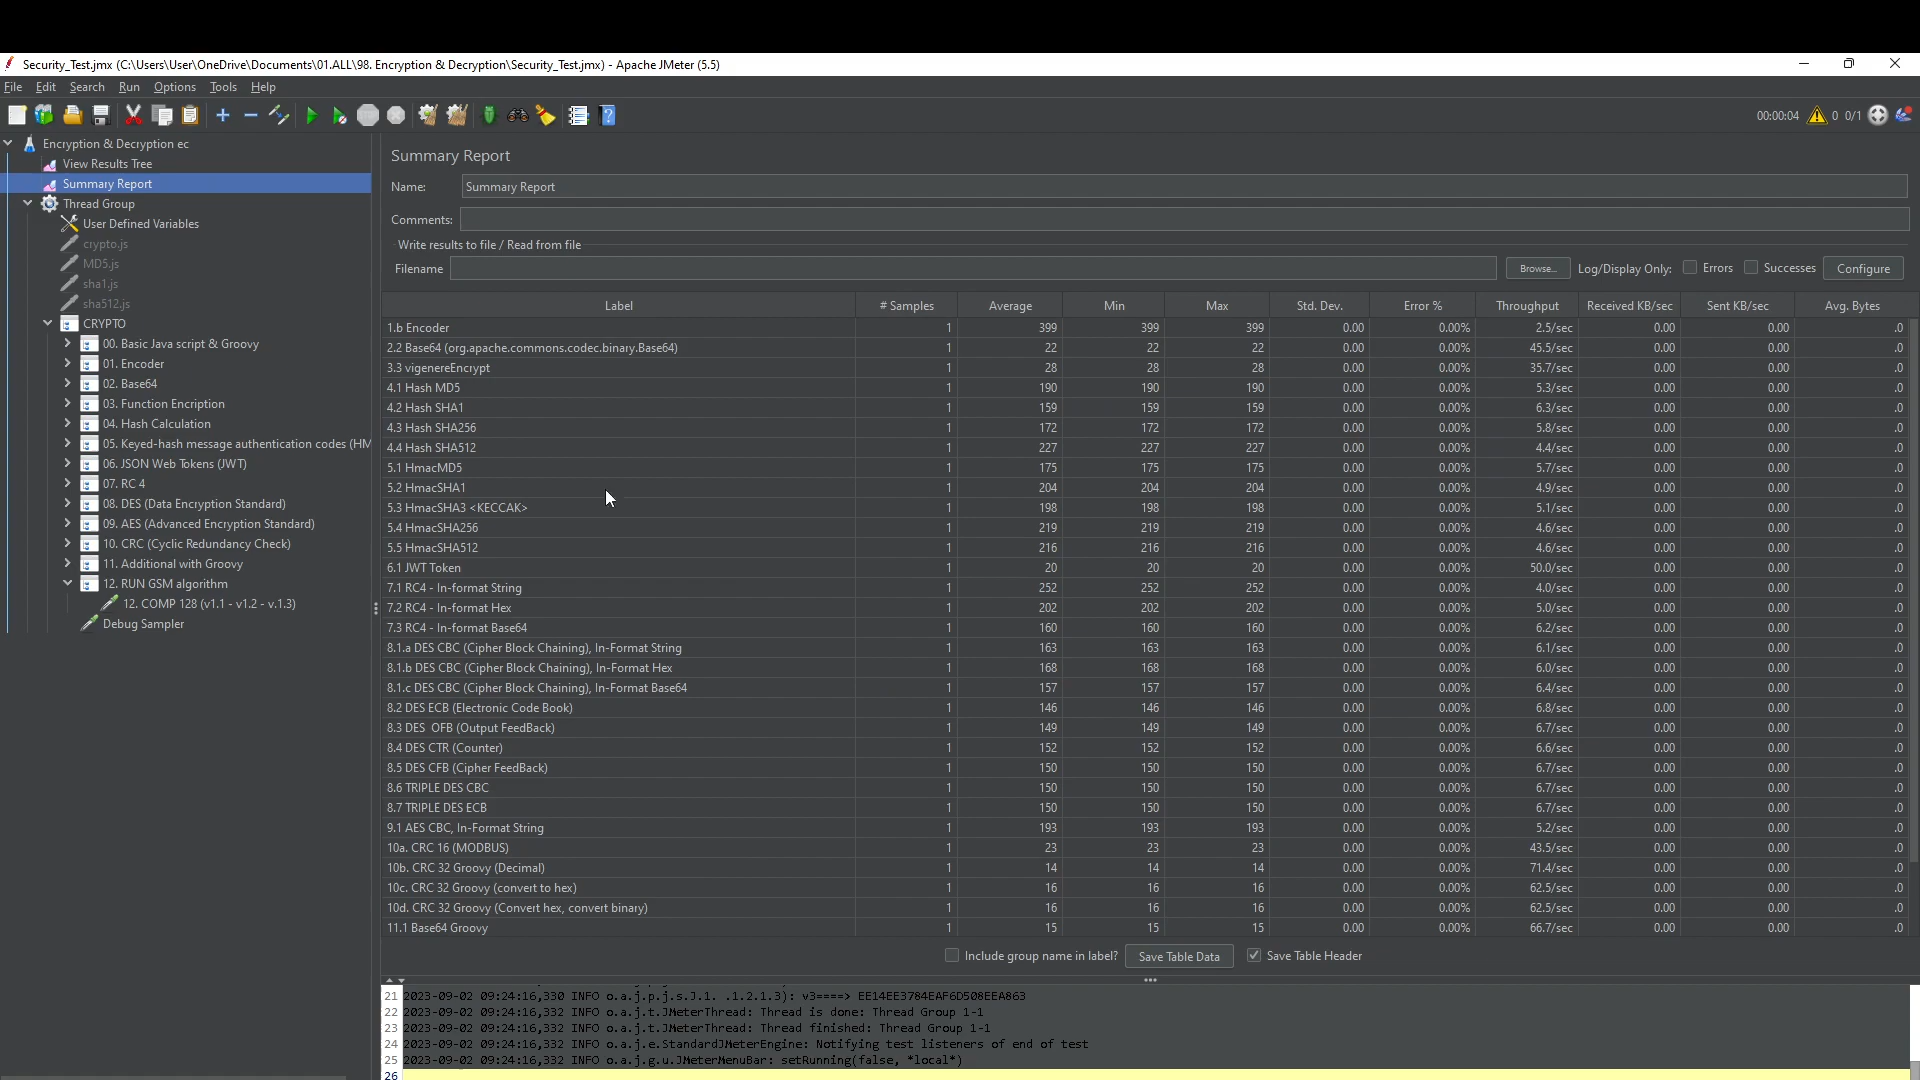 Security_Test.jmx (C:\Users\User\OneDrive\Documents\01.ALL\98. Encryption & Decryption\Security_Test.jmx) - Apache JMeter (5.5)
File Edit Search Run Options Tools Help
00:00:04 0 0/1
Encryption & Decryption ec
View Results Tree
Summary Report
Thread Group
User Defined Variables
crypto.js
MD5.js
sha1.js
sha512.js
CRYPTO
00. Basic Java script & Groovy
01. Encoder
02. Base64
03. Function Encription
04. Hash Calculation
05. Keyed-hash message authentication codes (HM
06. JSON Web Tokens (JWT)
07. RC 4
08. DES (Data Encryption Standard)
09. AES (Advanced Encryption Standard)
10. CRC (Cyclic Redundancy Check)
11. Additional with Groovy
12. RUN GSM algorithm
12. COMP 128 (v1.1 - v1.2 - v.1.3)
Debug Sampler
Summary Report
Name: Summary Report
Comments:
Write results to file / Read from file
Filename Browse... Log/Display Only: Errors Successes Configure
Label # Samples Average Min Max Std. Dev. Error % Throughput Received KB/sec Sent KB/sec Avg. Bytes
1.b Encoder 1 399 399 399 0.00 0.00% 2.5/sec 0.00 0.00 .0
2.2 Base64 (org.apache.commons.codec.binary.Base64) 1 22 22 22 0.00 0.00% 45.5/sec 0.00 0.00 .0
3.3 vigenereEncrypt 1 28 28 28 0.00 0.00% 35.7/sec 0.00 0.00 .0
4.1 Hash MD5 1 190 190 190 0.00 0.00% 5.3/sec 0.00 0.00 .0
4.2 Hash SHA1 1 159 159 159 0.00 0.00% 6.3/sec 0.00 0.00 .0
4.3 Hash SHA256 1 172 172 172 0.00 0.00% 5.8/sec 0.00 0.00 .0
4.4 Hash SHA512 1 227 227 227 0.00 0.00% 4.4/sec 0.00 0.00 .0
5.1 HmacMD5 1 175 175 175 0.00 0.00% 5.7/sec 0.00 0.00 .0
5.2 HmacSHA1 1 204 204 204 0.00 0.00% 4.9/sec 0.00 0.00 .0
5.3 HmacSHA3 <KECCAK> 1 198 198 198 0.00 0.00% 5.1/sec 0.00 0.00 .0
5.4 HmacSHA256 1 219 219 219 0.00 0.00% 4.6/sec 0.00 0.00 .0
5.5 HmacSHA512 1 216 216 216 0.00 0.00% 4.6/sec 0.00 0.00 .0
6.1 JWT Token 1 20 20 20 0.00 0.00% 50.0/sec 0.00 0.00 .0
7.1 RC4 - In-format String 1 252 252 252 0.00 0.00% 4.0/sec 0.00 0.00 .0
7.2 RC4 - In-format Hex 1 202 202 202 0.00 0.00% 5.0/sec 0.00 0.00 .0
7.3 RC4 - In-format Base64 1 160 160 160 0.00 0.00% 6.2/sec 0.00 0.00 .0
8.1.a DES CBC (Cipher Block Chaining), In-Format String 1 163 163 163 0.00 0.00% 6.1/sec 0.00 0.00 .0
8.1.b DES CBC (Cipher Block Chaining), In-Format Hex 1 168 168 168 0.00 0.00% 6.0/sec 0.00 0.00 .0
8.1.c DES CBC (Cipher Block Chaining), In-Format Base64 1 157 157 157 0.00 0.00% 6.4/sec 0.00 0.00 .0
8.2 DES ECB (Electronic Code Book) 1 146 146 146 0.00 0.00% 6.8/sec 0.00 0.00 .0
8.3 DES OFB (Output FeedBack) 1 149 149 149 0.00 0.00% 6.7/sec 0.00 0.00 .0
8.4 DES CTR (Counter) 1 152 152 152 0.00 0.00% 6.6/sec 0.00 0.00 .0
8.5 DES CFB (Cipher FeedBack) 1 150 150 150 0.00 0.00% 6.7/sec 0.00 0.00 .0
8.6 TRIPLE DES CBC 1 150 150 150 0.00 0.00% 6.7/sec 0.00 0.00 .0
8.7 TRIPLE DES ECB 1 150 150 150 0.00 0.00% 6.7/sec 0.00 0.00 .0
9.1 AES CBC, In-Format String 1 193 193 193 0.00 0.00% 5.2/sec 0.00 0.00 .0
10a. CRC 16 (MODBUS) 1 23 23 23 0.00 0.00% 43.5/sec 0.00 0.00 .0
10b. CRC 32 Groovy (Decimal) 1 14 14 14 0.00 0.00% 71.4/sec 0.00 0.00 .0
10c. CRC 32 Groovy (convert to hex) 1 16 16 16 0.00 0.00% 62.5/sec 0.00 0.00 .0
10d. CRC 32 Groovy (Convert hex, convert binary) 1 16 16 16 0.00 0.00% 62.5/sec 0.00 0.00 .0
11.1 Base64 Groovy 1 15 15 15 0.00 0.00% 66.7/sec 0.00 0.00 .0
Include group name in label? Save Table Data Save Table Header
21 2023-09-02 09:24:16,330 INFO o.a.j.p.j.s.J.1. .1.2.1.3): v3====> EE14EE3784EAF6D508EEA863
22 2023-09-02 09:24:16,332 INFO o.a.j.t.JMeterThread: Thread is done: Thread Group 1-1
23 2023-09-02 09:24:16,332 INFO o.a.j.t.JMeterThread: Thread finished: Thread Group 1-1
24 2023-09-02 09:24:16,332 INFO o.a.j.e.StandardJMeterEngine: Notifying test listeners of end of test
25 2023-09-02 09:24:16,332 INFO o.a.j.g.u.JMeterMenuBar: setRunning(false, *local*)
26